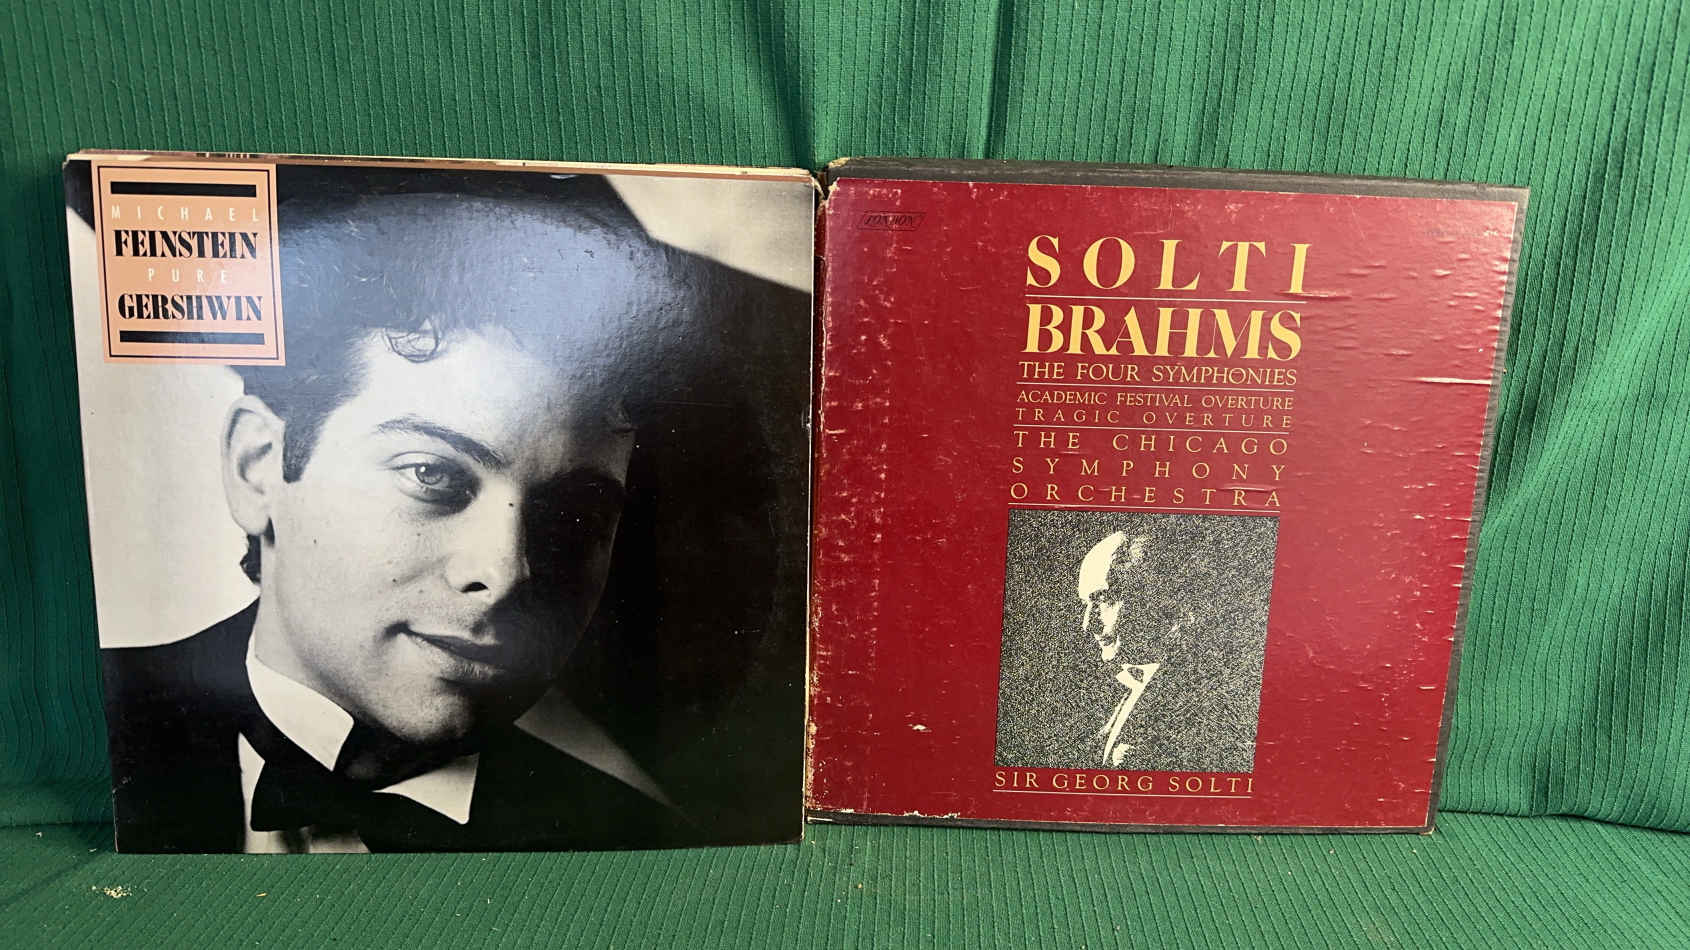 MICHAEL
FEINSTEIN
PURE
GERSHWIN
LONDON
SOLTI
BRAHMS
THE FOUR SYMPHONIES
ACADEMIC FESTIVAL OVERTURE
TRAGIC OVERTURE
THE CHICAGO
SYMPHONY
ORCHESTRA
SIR GEORG SOLTI